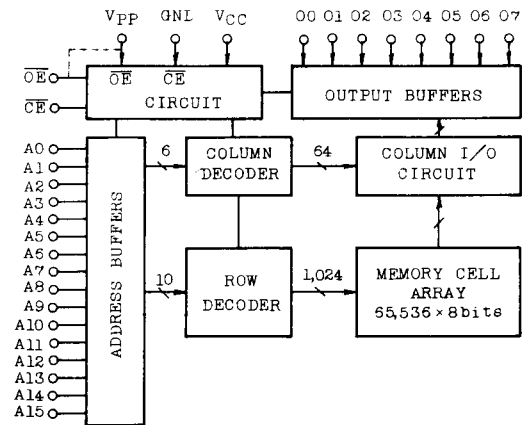 VPP GNL VCC
O0 O1 O2 O3 O4 O5 O6 O7
OE
CE
OE CE
CIRCUIT
OUTPUT BUFFERS
A0
A1
A2
A3
A4
A5
A6
A7
A8
A9
A10
A11
A12
A13
A14
A15
ADDRESS BUFFERS
6
COLUMN
DECODER
64
COLUMN I/O
CIRCUIT
10
ROW
DECODER
1,024
MEMORY CELL
ARRAY
65,536×8bits